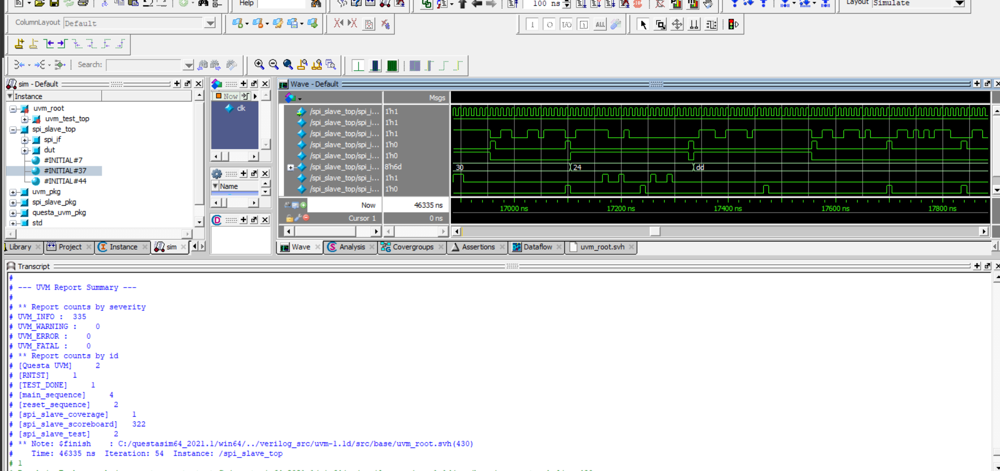 Help
100 ns
Layout Simulate
ColumnLayout Default
ALL
Search:
sim - Default
Instance
uvm_root
uvm_test_top
spi_slave_top
spi_if
dut
#INITIAL#7
#INITIAL#37
#INITIAL#44
uvm_pkg
spi_slave_pkg
questa_uvm_pkg
std
Now
clk
Name
Wave - Default
Msgs
/spi_slave_top/spi_i... 1'h1
/spi_slave_top/spi_i... 1'h1
/spi_slave_top/spi_i... 1'h1
/spi_slave_top/spi_i... 1'h0
/spi_slave_top/spi_i... 1'h0
/spi_slave_top/spi_i... 8'h6d 30 24 dd
/spi_slave_top/spi_i... 1'h1
/spi_slave_top/spi_i... 1'h0
Now 46335 ns 17000 ns 17200 ns 17400 ns 17600 ns 17800 ns
Cursor 1 0 ns
Library Project Instance sim
Wave Analysis Covergroups Assertions Dataflow uvm_root.svh
Transcript
#
# --- UVM Report Summary ---
#
# ** Report counts by severity
# UVM_INFO : 335
# UVM_WARNING : 0
# UVM_ERROR : 0
# UVM_FATAL : 0
# ** Report counts by id
# [Questa UVM] 2
# [RNTST] 1
# [TEST_DONE] 1
# [main_sequence] 4
# [reset_sequence] 2
# [spi_slave_coverage] 1
# [spi_slave_scoreboard] 322
# [spi_slave_test] 2
# ** Note: $finish : C:/questasim64_2021.1/win64/../verilog_src/uvm-1.1d/src/base/uvm_root.svh(430)
# Time: 46335 ns Iteration: 54 Instance: /spi_slave_top
# 1